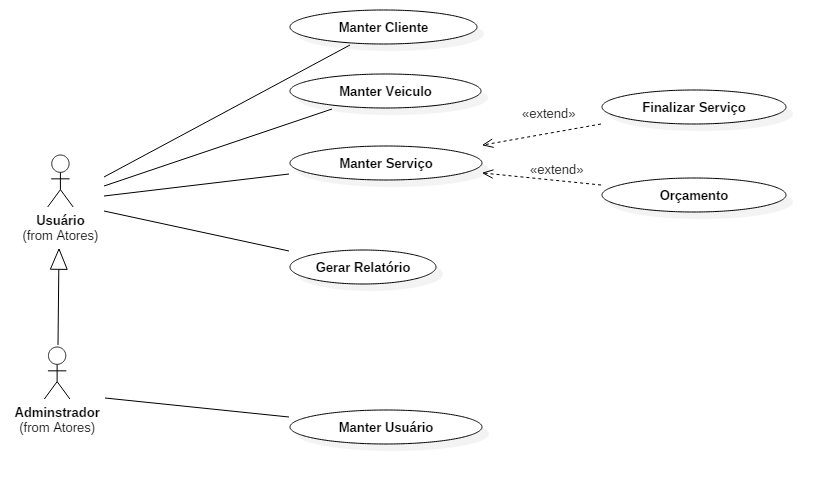 Manter Cliente
Manter Veiculo
«extend»
Finalizar Serviço
Manter Serviço
«extend»
Orçamento
Usuário
(from Atores)
Gerar Relatório
Adminstrador
(from Atores)
Manter Usuário